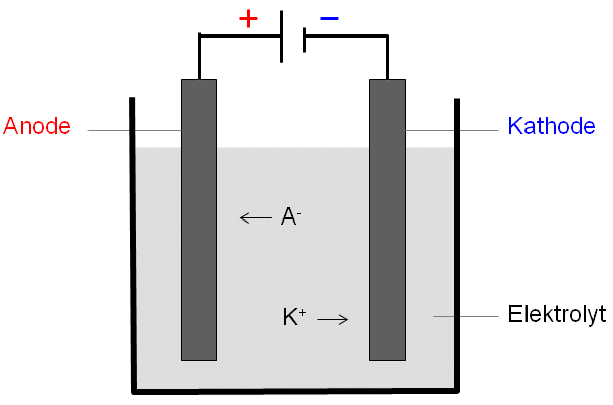 + −
Anode
Kathode
A⁻
K⁺
Elektrolyt